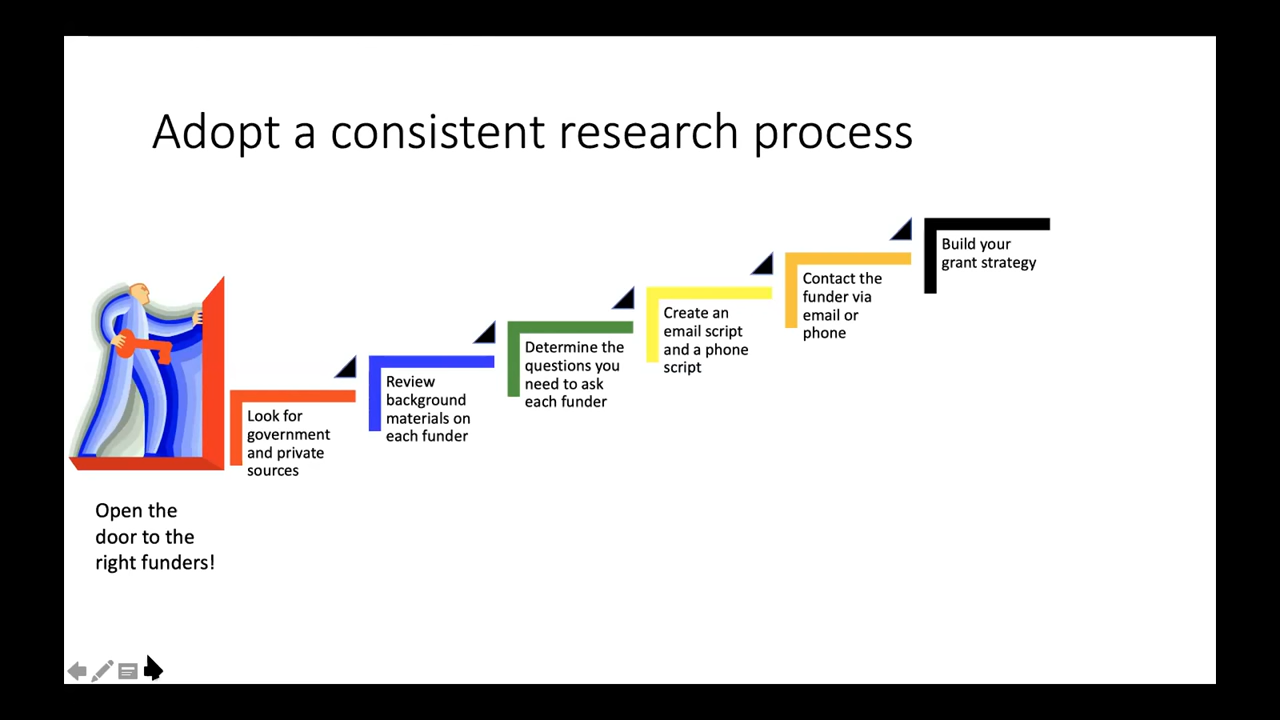 Adopt a consistent research process
Look for
government
and private
sources
Review
background
materials on
each funder
Determine the
questions you
need to ask
each funder
Create an
email script
and a phone
script
Contact the
funder via
email or
phone
Build your
grant strategy
Open the
door to the
right funders!